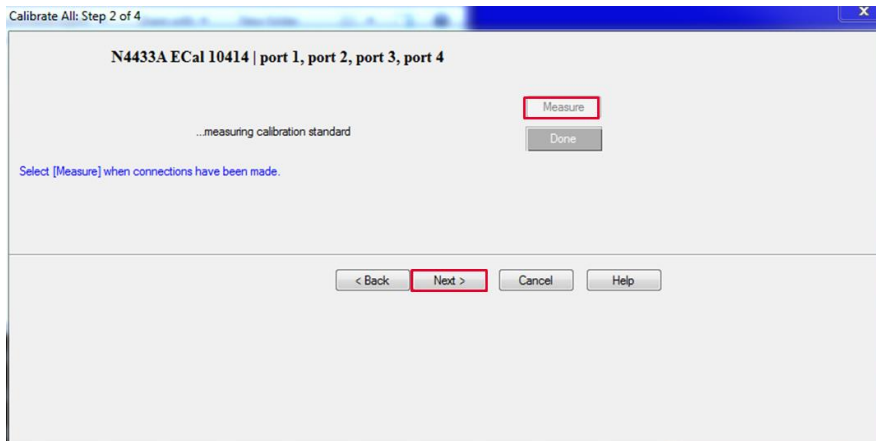 Calibrate All: Step 2 of 4
N4433A ECal 10414 | port 1, port 2, port 3, port 4
Measure
...measuring calibration standard
Done
Select [Measure] when connections have been made.
< Back
Next >
Cancel
Help